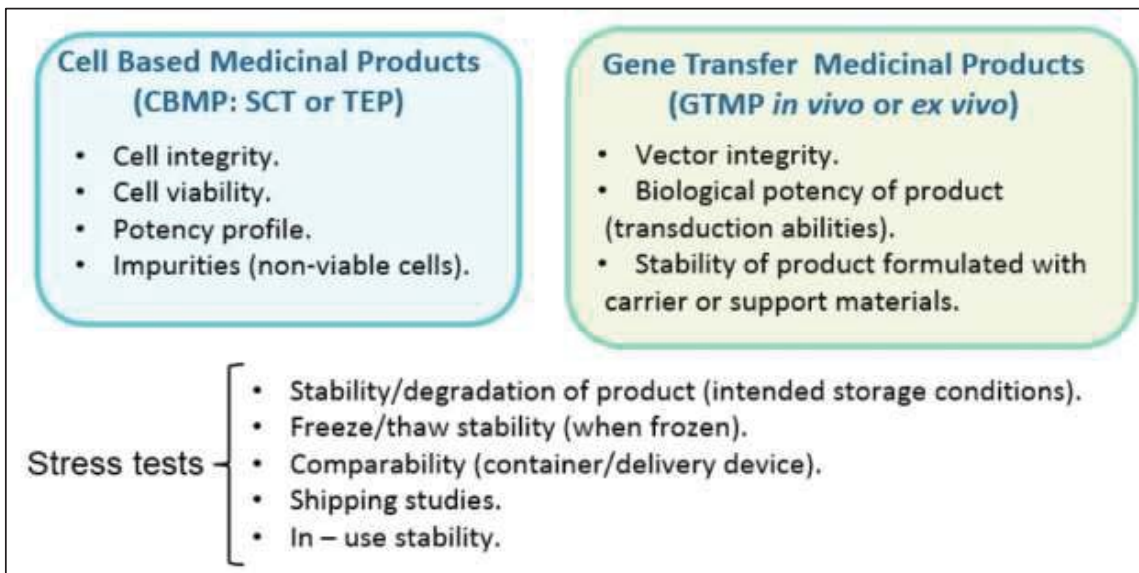 Cell Based Medicinal Products
(CBMP: SCT or TEP)
• Cell integrity.
• Cell viability.
• Potency profile.
• Impurities (non-viable cells).
Gene Transfer Medicinal Products
(GTMP in vivo or ex vivo)
• Vector integrity.
• Biological potency of product
(transduction abilities).
• Stability of product formulated with
carrier or support materials.
Stress tests
• Stability/degradation of product (intended storage conditions).
• Freeze/thaw stability (when frozen).
• Comparability (container/delivery device).
• Shipping studies.
• In – use stability.